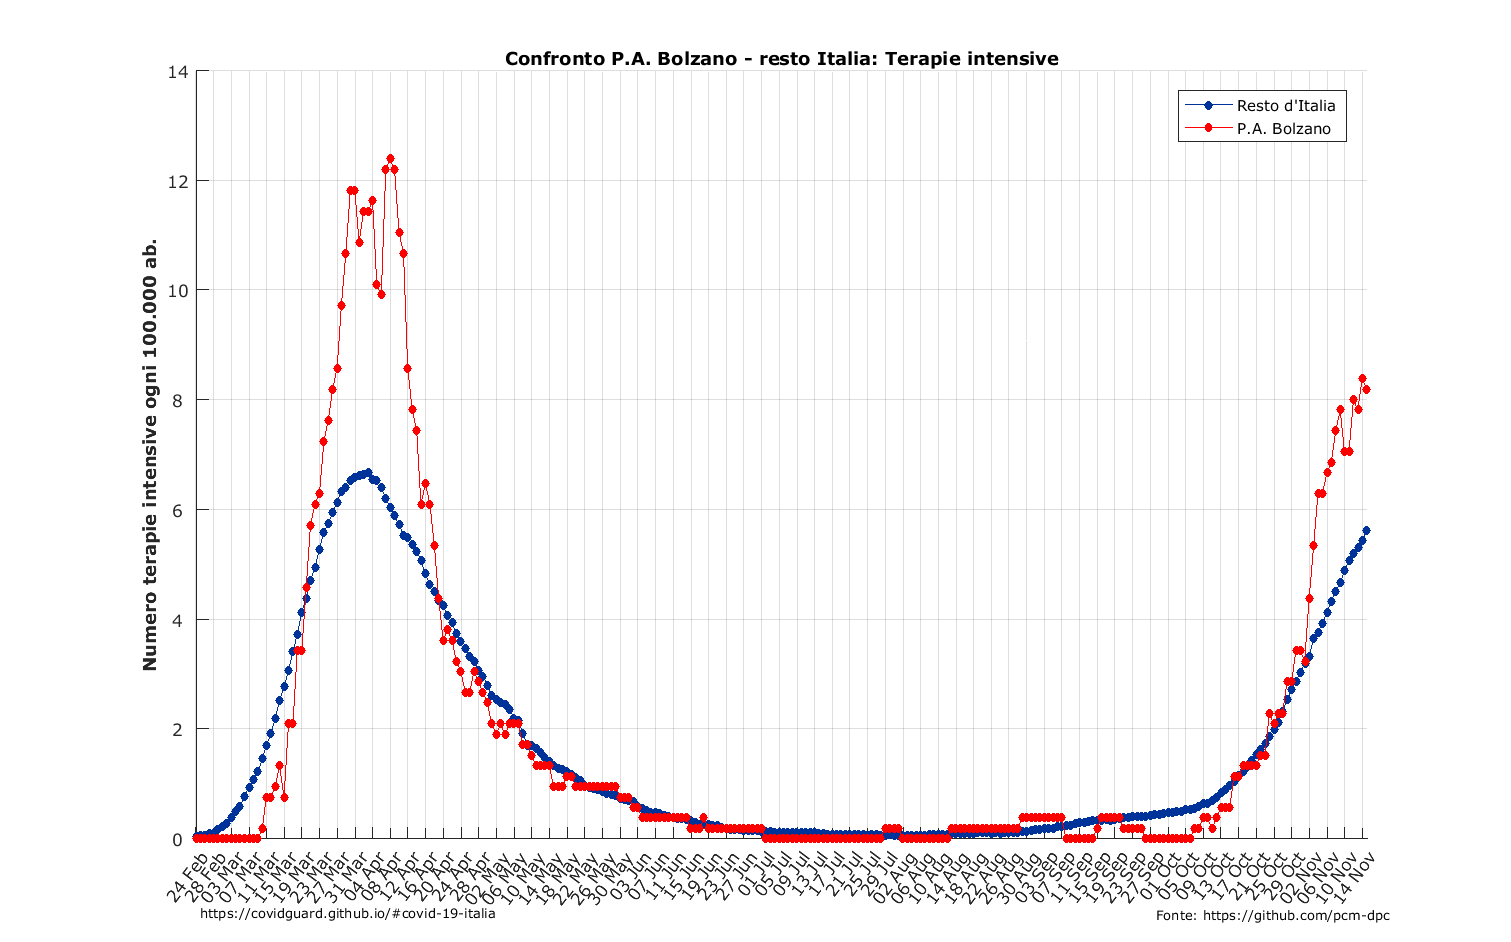 Confronto P.A. Bolzano - resto Italia: Terapie intensive
Resto d'Italia
P.A. Bolzano
Numero terapie intensive ogni 100.000 ab.
14
12
10
8
6
4
2
0
24 Feb
28 Feb
03 Mar
07 Mar
11 Mar
15 Mar
19 Mar
23 Mar
27 Mar
31 Mar
04 Apr
08 Apr
12 Apr
16 Apr
20 Apr
24 Apr
28 Apr
02 May
06 May
10 May
14 May
18 May
22 May
26 May
30 May
03 Jun
07 Jun
11 Jun
15 Jun
19 Jun
23 Jun
27 Jun
01 Jul
05 Jul
09 Jul
13 Jul
17 Jul
21 Jul
25 Jul
29 Jul
02 Aug
06 Aug
10 Aug
14 Aug
18 Aug
22 Aug
26 Aug
30 Aug
03 Sep
07 Sep
11 Sep
15 Sep
19 Sep
23 Sep
27 Sep
01 Oct
05 Oct
09 Oct
13 Oct
17 Oct
21 Oct
25 Oct
29 Oct
02 Nov
06 Nov
10 Nov
14 Nov
https://covidguard.github.io/#covid-19-italia
Fonte: https://github.com/pcm-dpc